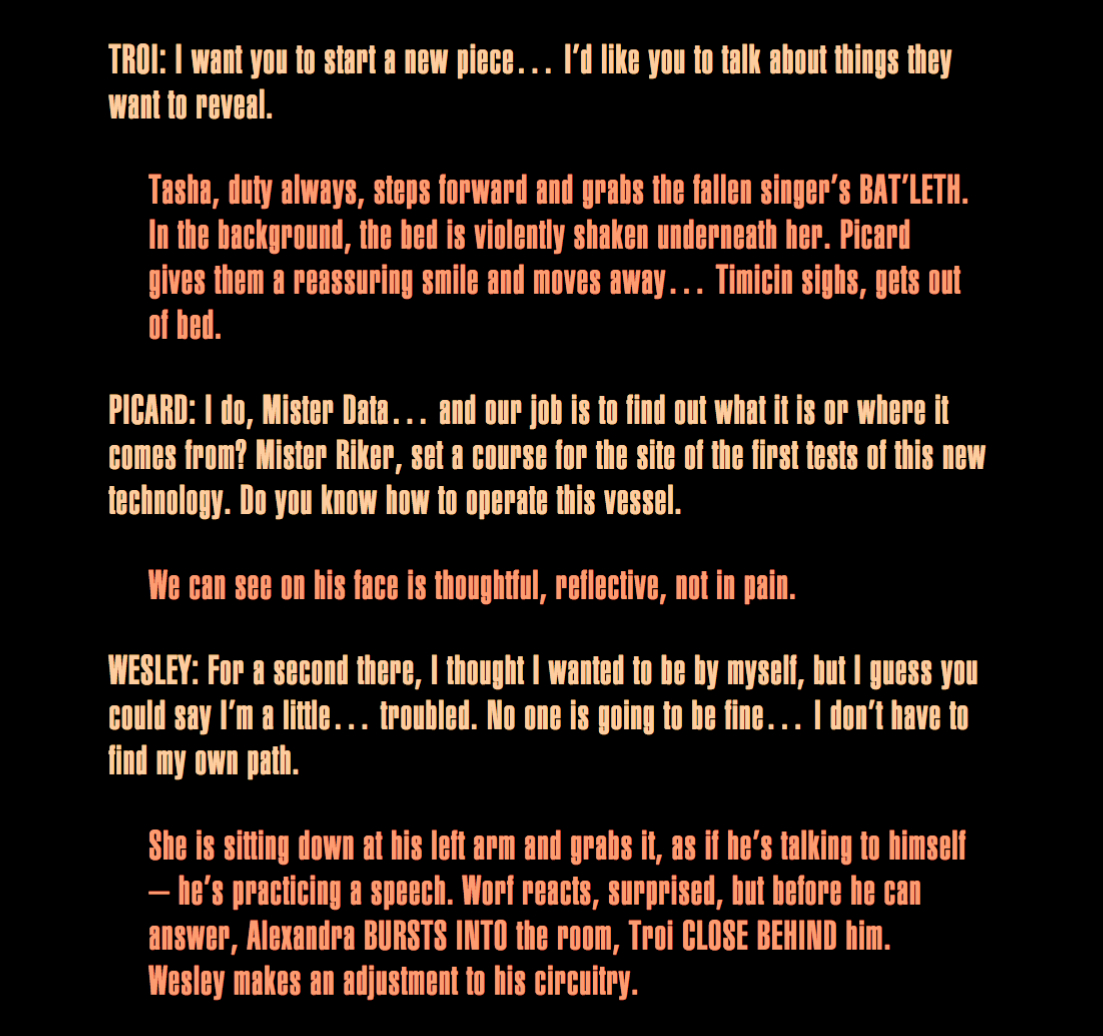 TROI: I want you to start a new piece... I’d like you to talk about things they
want to reveal.
Tasha, duty always, steps forward and grabs the fallen singer’s BAT’LETH.
In the background, the bed is violently shaken underneath her. Picard
gives them a reassuring smile and moves away... Timicin sighs, gets out
of bed.
PICARD: I do, Mister Data... and our job is to find out what it is or where it
comes from? Mister Riker, set a course for the site of the first tests of this new
technology. Do you know how to operate this vessel.
We can see on his face is thoughtful, reflective, not in pain.
WESLEY: For a second there, I thought I wanted to be by myself, but I guess you
could say I’m a little... troubled. No one is going to be fine... I don’t have to
find my own path.
She is sitting down at his left arm and grabs it, as if he’s talking to himself
— he’s practicing a speech. Worf reacts, surprised, but before he can
answer, Alexandra BURSTS INTO the room, Troi CLOSE BEHIND him.
Wesley makes an adjustment to his circuitry.